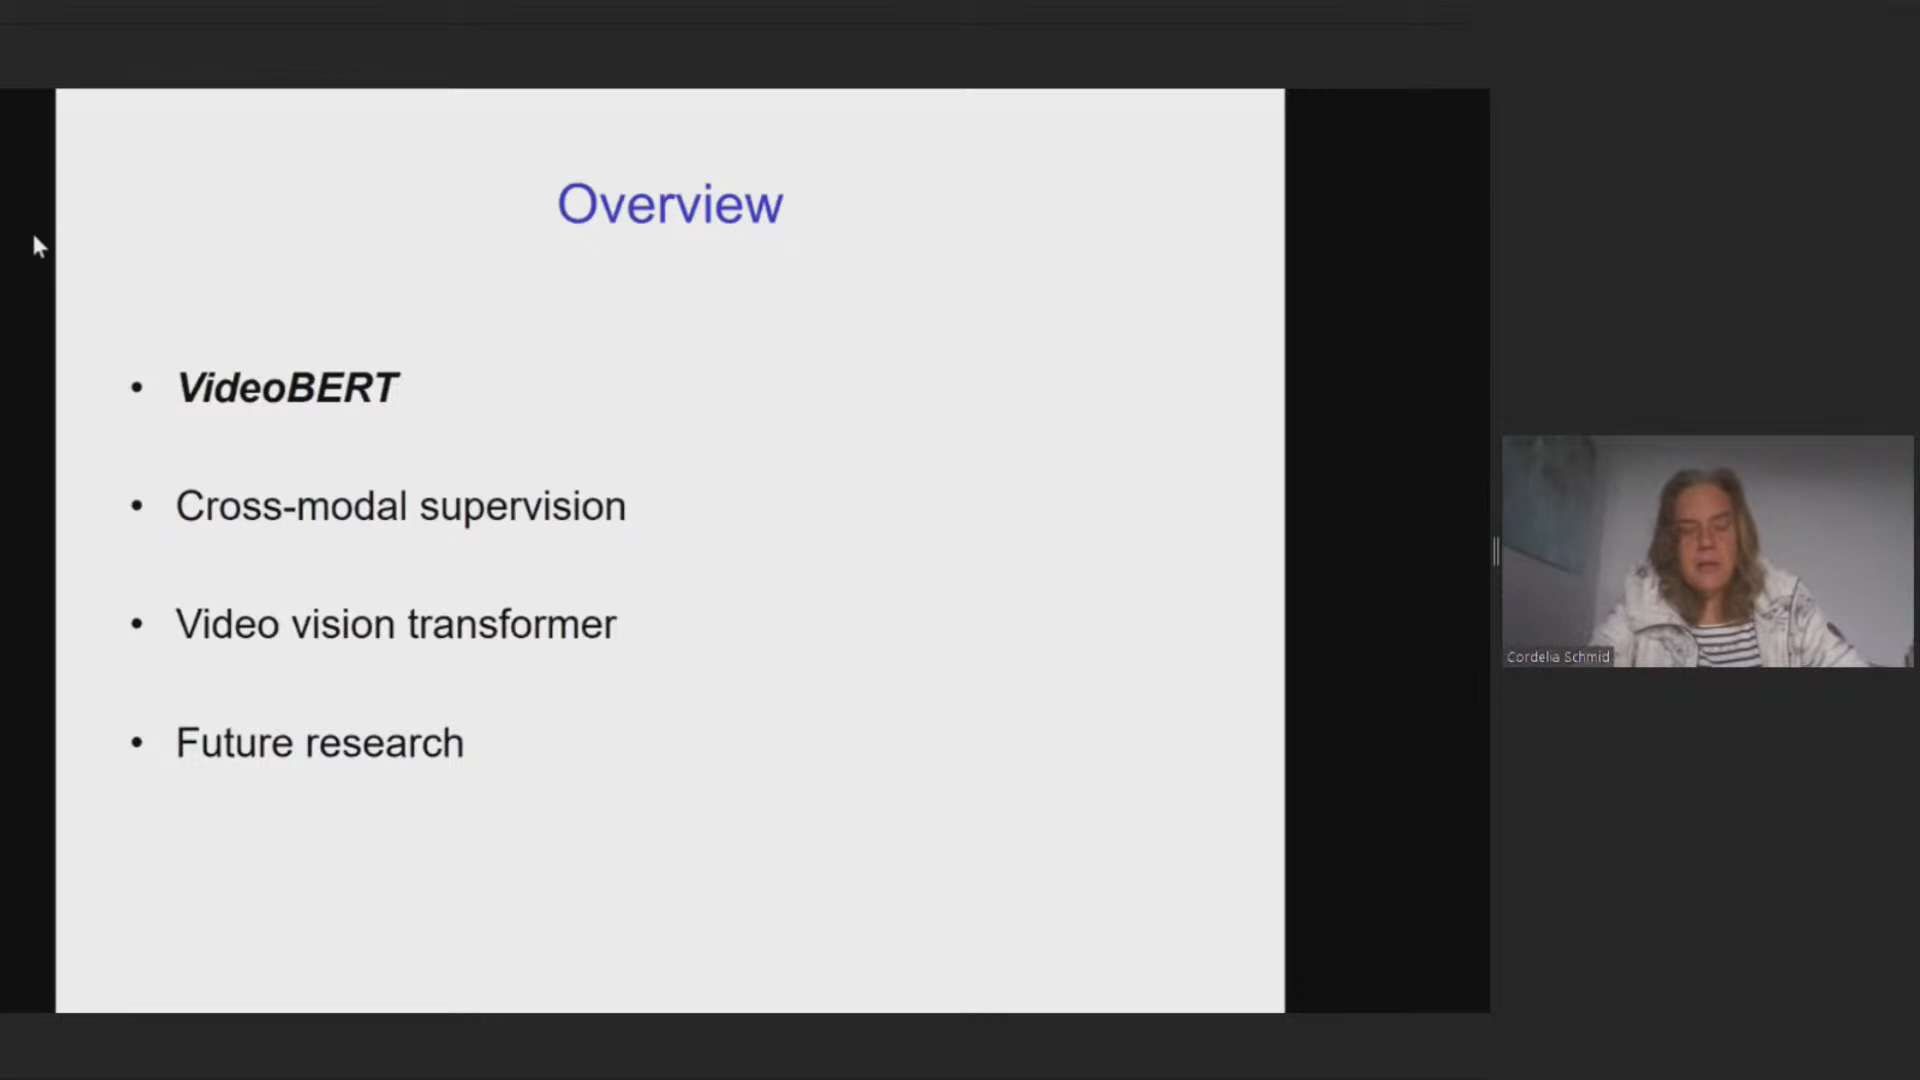 Overview
• VideoBERT
• Cross-modal supervision
• Video vision transformer
• Future research
Cordelia Schmid